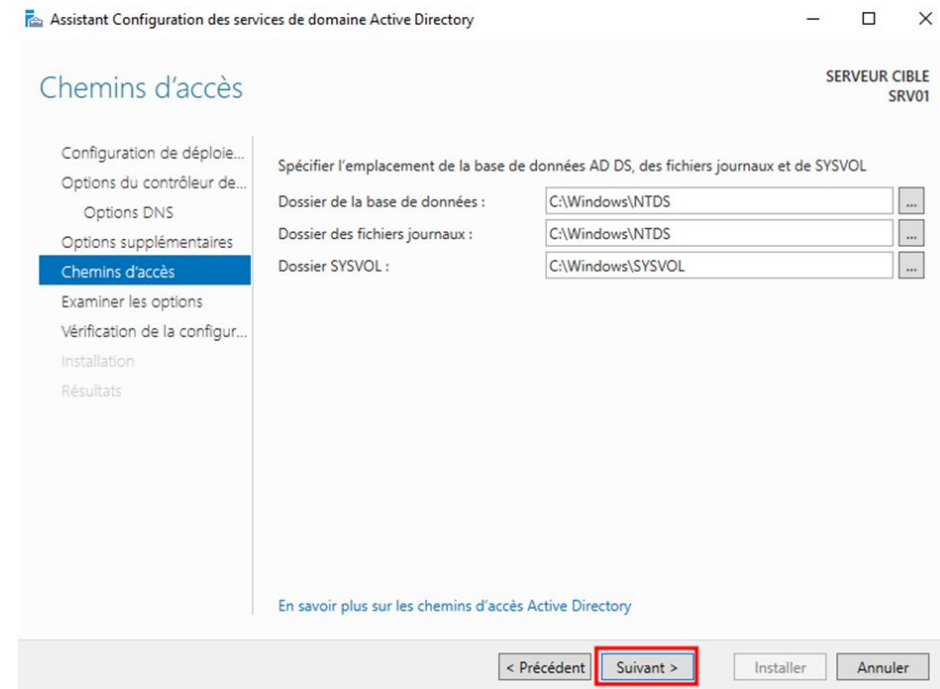 Assistant Configuration des services de domaine Active Directory
Chemins d'accès
SERVEUR CIBLE
SRV01
Configuration de déploie...
Options du contrôleur de...
Options DNS
Options supplémentaires
Chemins d'accès
Examiner les options
Vérification de la configur...
Installation
Résultats
Spécifier l'emplacement de la base de données AD DS, des fichiers journaux et de SYSVOL
Dossier de la base de données : C:\Windows\NTDS ...
Dossier des fichiers journaux : C:\Windows\NTDS ...
Dossier SYSVOL : C:\Windows\SYSVOL ...
En savoir plus sur les chemins d'accès Active Directory
< Précédent Suivant > Installer Annuler